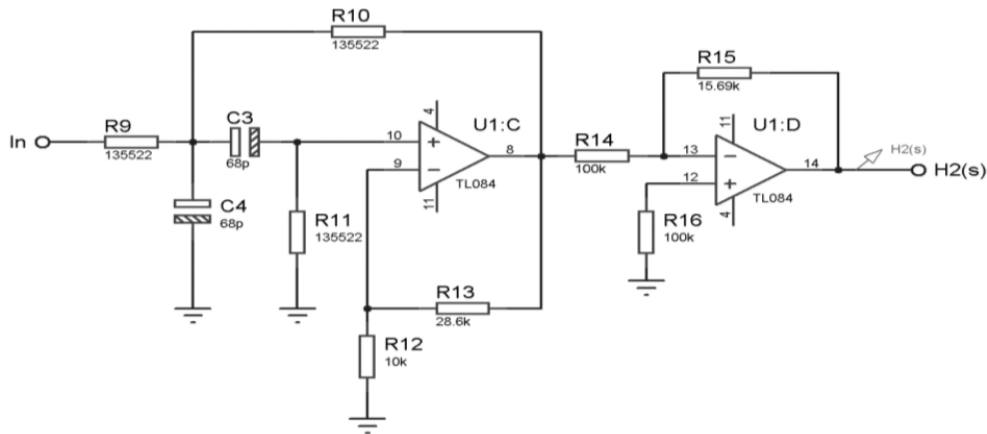 R10
135522
R15
15.69k
R9
135522
In
C3
68p
4
U1:C
10
+
9
−
8
TL084
11
R14
100k
11
U1:D
13
−
12
+
14
TL084
4
H2(s)
H2(s)
C4
68p
R11
135522
R16
100k
R13
28.6k
R12
10k